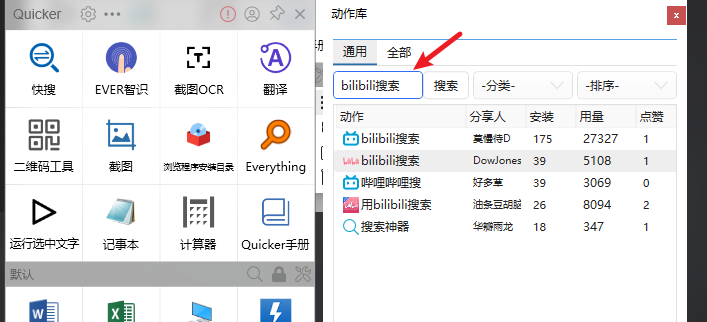 Quicker
快搜
EVER智识
截图OCR
翻译
二维码工具
截图
浏览程序安装目录
Everything
运行选中文字
记事本
计算器
Quicker手册
默认
动作库
x
通用
全部
bilibili搜索
搜索
-分类-
-排序-
动作 分享人 安装 用量 点赞
bilibili搜索 莫慢待D 175 27327 1
bilibili搜索 DowJones 39 5108 1
哔哩哔哩搜 好多草 39 3069 0
用bilibili搜索 油条豆胡脑 26 8094 2
搜索神器 华瓣雨龙 18 347 1